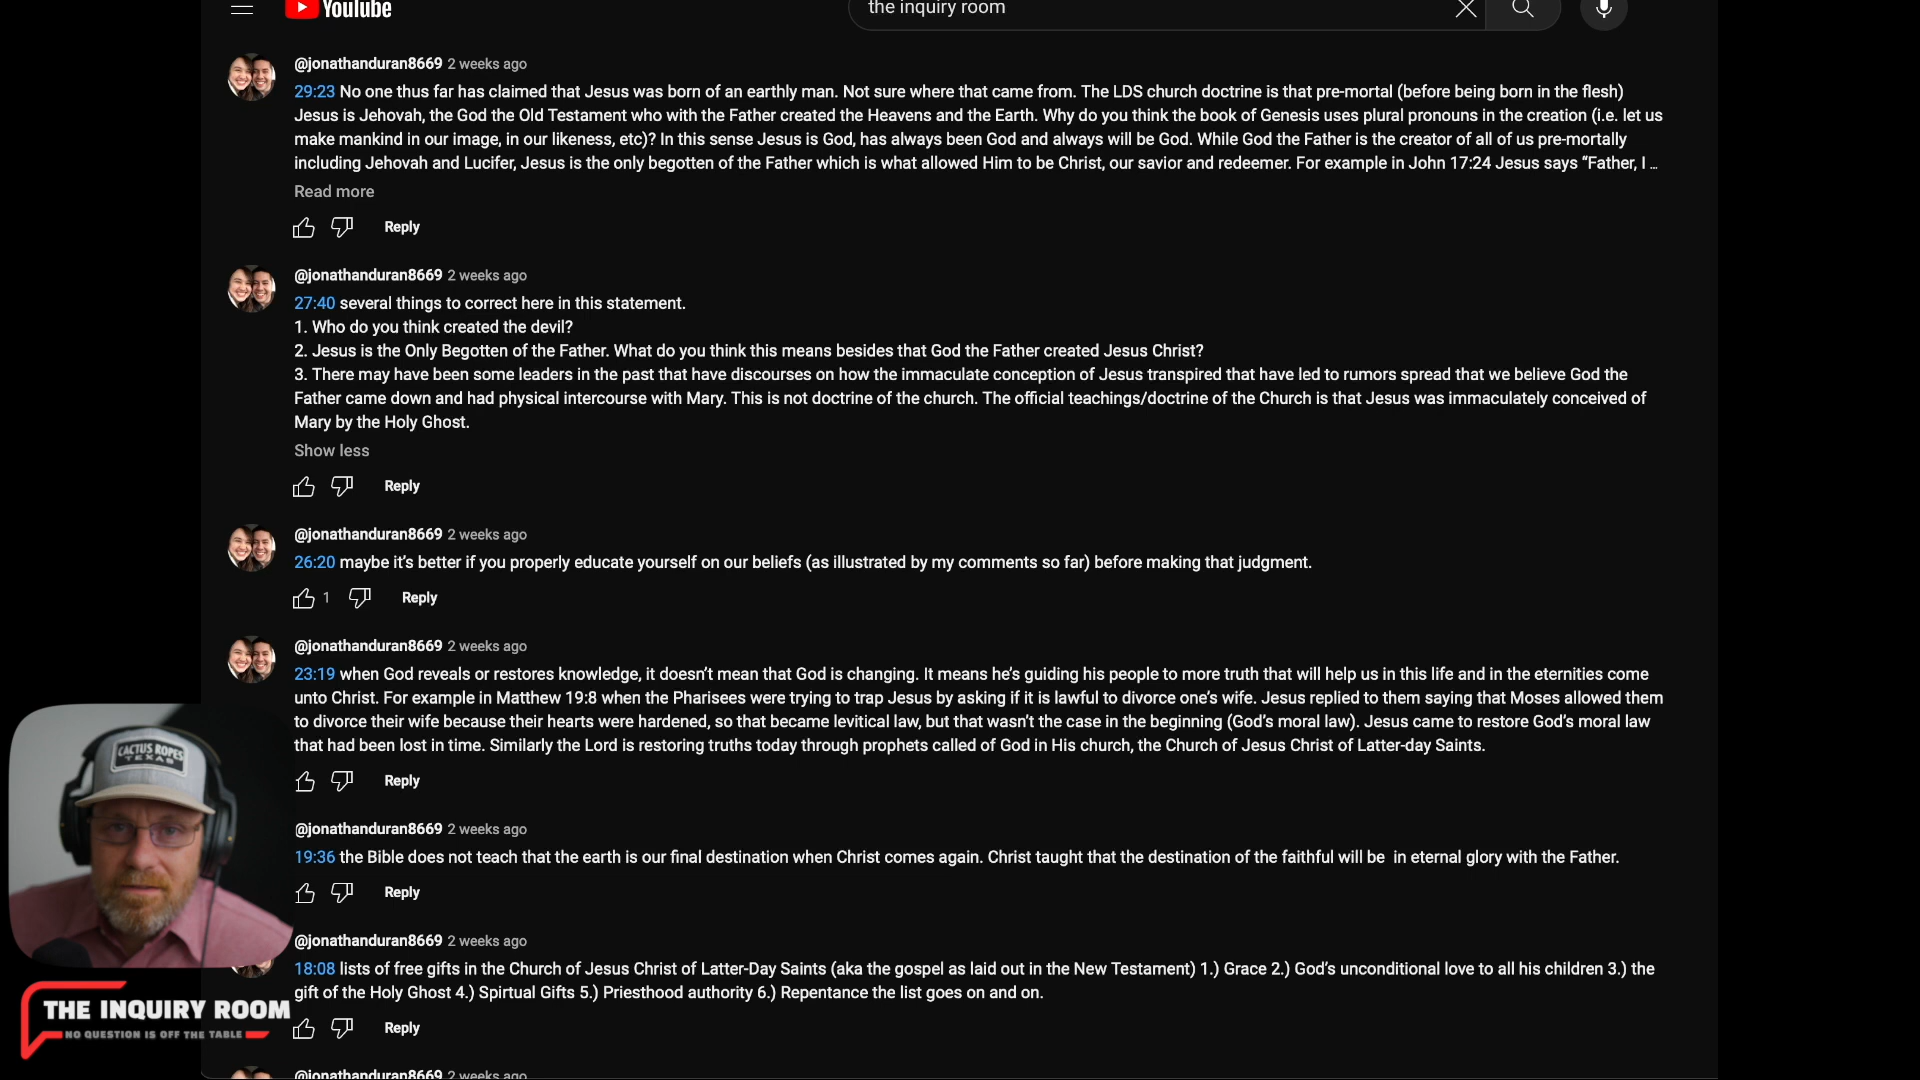 YouTube
the inquiry room
@jonathanduran8669 2 weeks ago
29:23 No one thus far has claimed that Jesus was born of an earthly man. Not sure where that came from. The LDS church doctrine is that pre-mortal (before being born in the flesh)
Jesus is Jehovah, the God the Old Testament who with the Father created the Heavens and the Earth. Why do you think the book of Genesis uses plural pronouns in the creation (i.e. let us
make mankind in our image, in our likeness, etc)? In this sense Jesus is God, has always been God and always will be God. While God the Father is the creator of all of us pre-mortally
including Jehovah and Lucifer, Jesus is the only begotten of the Father which is what allowed Him to be Christ, our savior and redeemer. For example in John 17:24 Jesus says “Father, I ...
Read more
Reply
@jonathanduran8669 2 weeks ago
27:40 several things to correct here in this statement.
1. Who do you think created the devil?
2. Jesus is the Only Begotten of the Father. What do you think this means besides that God the Father created Jesus Christ?
3. There may have been some leaders in the past that have discourses on how the immaculate conception of Jesus transpired that have led to rumors spread that we believe God the
Father came down and had physical intercourse with Mary. This is not doctrine of the church. The official teachings/doctrine of the Church is that Jesus was immaculately conceived of
Mary by the Holy Ghost.
Show less
Reply
@jonathanduran8669 2 weeks ago
26:20 maybe it’s better if you properly educate yourself on our beliefs (as illustrated by my comments so far) before making that judgment.
1 Reply
@jonathanduran8669 2 weeks ago
23:19 when God reveals or restores knowledge, it doesn’t mean that God is changing. It means he’s guiding his people to more truth that will help us in this life and in the eternities come
unto Christ. For example in Matthew 19:8 when the Pharisees were trying to trap Jesus by asking if it is lawful to divorce one’s wife. Jesus replied to them saying that Moses allowed them
to divorce their wife because their hearts were hardened, so that became levitical law, but that wasn’t the case in the beginning (God’s moral law). Jesus came to restore God’s moral law
that had been lost in time. Similarly the Lord is restoring truths today through prophets called of God in His church, the Church of Jesus Christ of Latter-day Saints.
Reply
@jonathanduran8669 2 weeks ago
19:36 the Bible does not teach that the earth is our final destination when Christ comes again. Christ taught that the destination of the faithful will be in eternal glory with the Father.
Reply
@jonathanduran8669 2 weeks ago
18:08 lists of free gifts in the Church of Jesus Christ of Latter-Day Saints (aka the gospel as laid out in the New Testament) 1.) Grace 2.) God’s unconditional love to all his children 3.) the
gift of the Holy Ghost 4.) Spirtual Gifts 5.) Priesthood authority 6.) Repentance the list goes on and on.
Reply
@jonathanduran8669 2 weeks ago
CACTUS ROPES
TEXAS
THE INQUIRY ROOM
NO QUESTION IS OFF THE TABLE